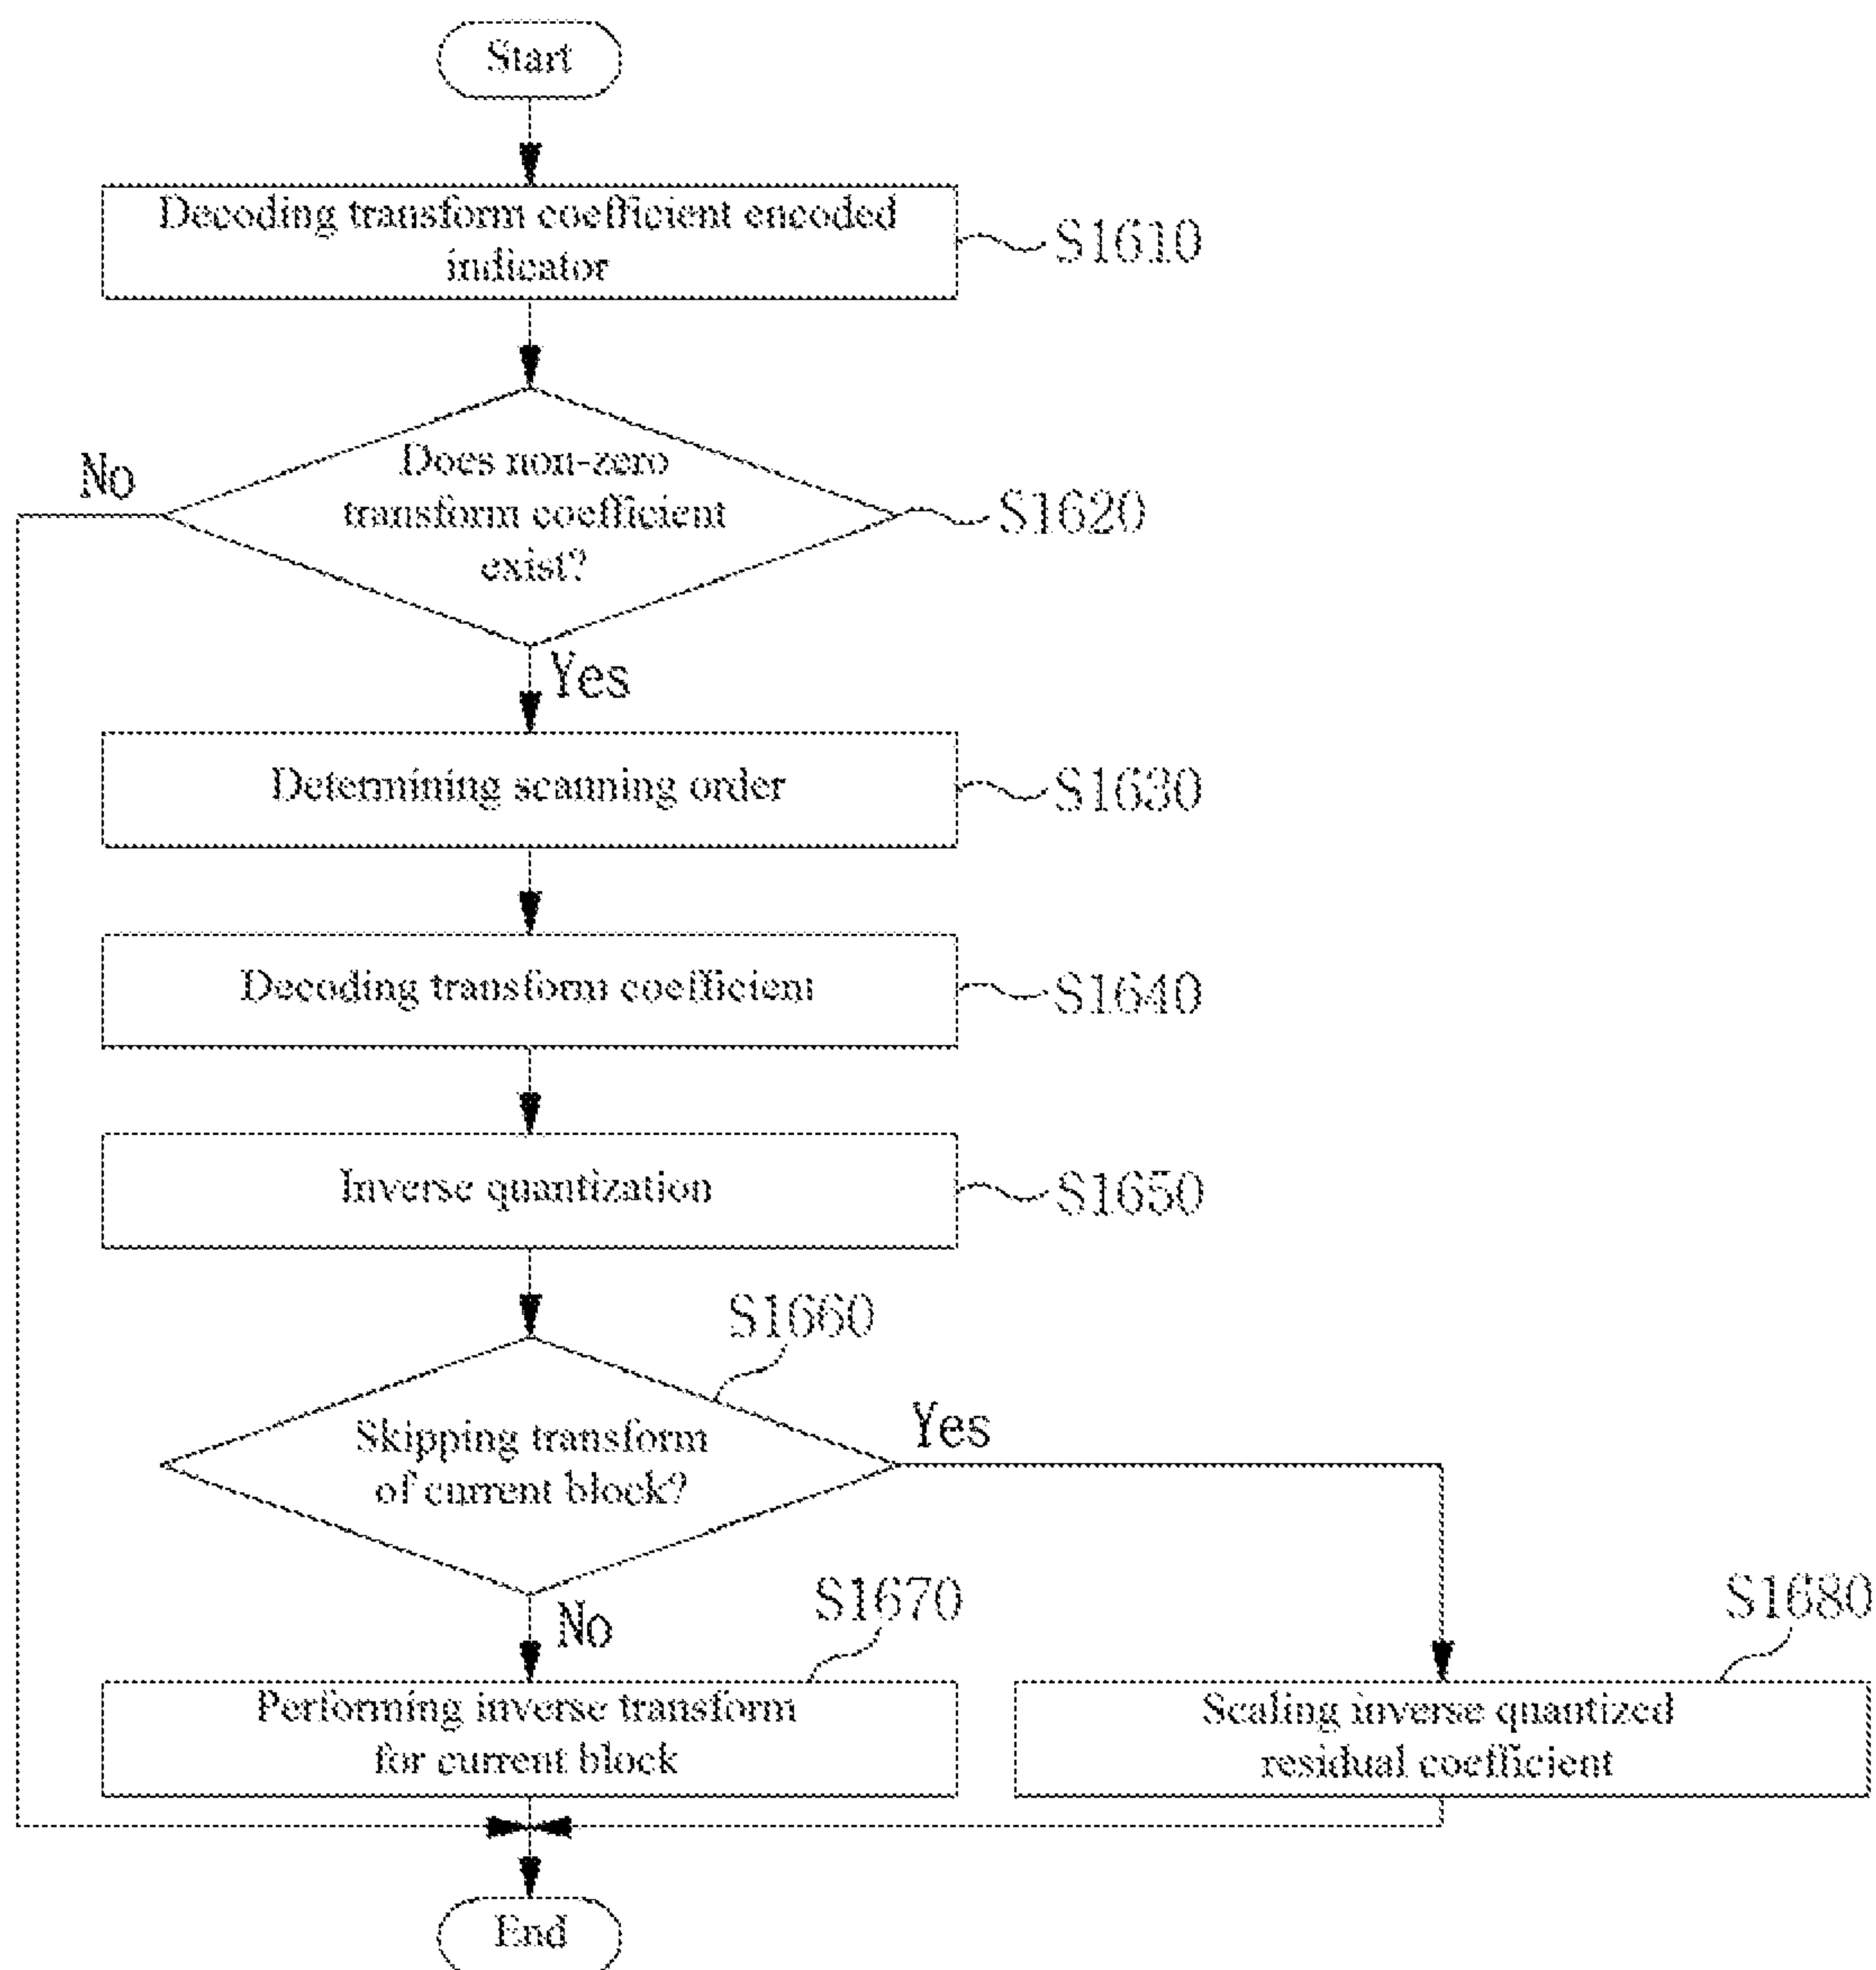 Start
Decoding transform coefficient encoded
indicator
S1610
Does non-zero
transform coefficient
exist?
No
S1620
Yes
Determining scanning order
S1630
Decoding transform coefficient
S1640
Inverse quantization
S1650
S1660
Skipping transform
of current block?
Yes
No
S1670
S1680
Performing inverse transform
for current block
Scaling inverse quantized
residual coefficient
End